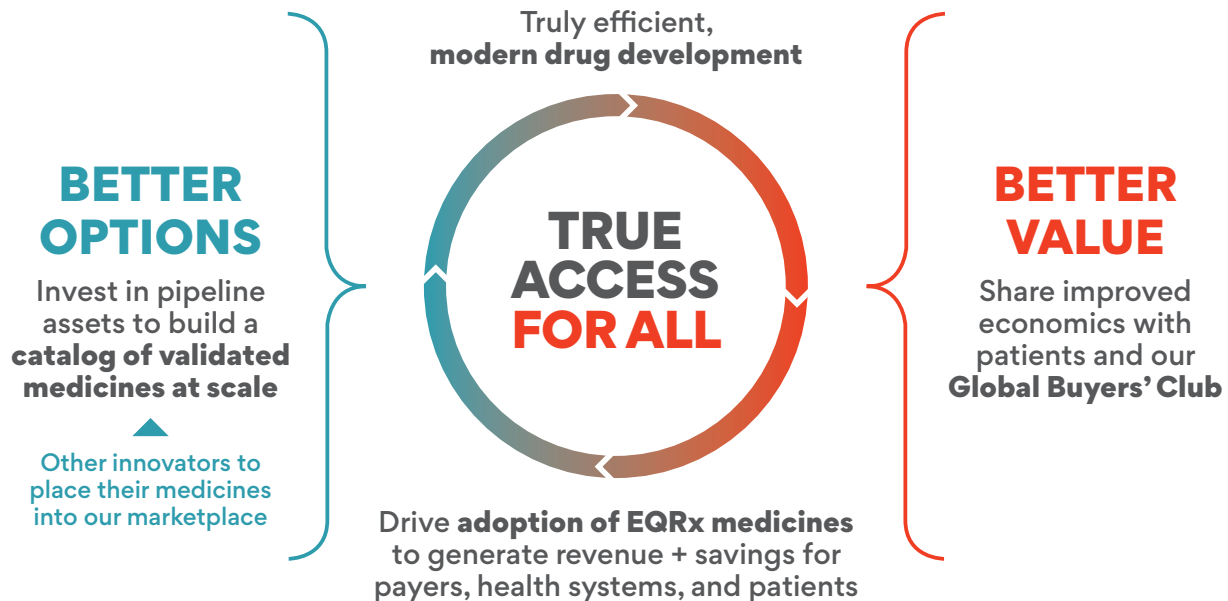 Truly efficient,
modern drug development
BETTER
OPTIONS
Invest in pipeline
assets to build a
catalog of validated
medicines at scale
Other innovators to
place their medicines
into our marketplace
TRUE
ACCESS
FOR ALL
BETTER
VALUE
Share improved
economics with
patients and our
Global Buyers’ Club
Drive adoption of EQRx medicines
to generate revenue + savings for
payers, health systems, and patients